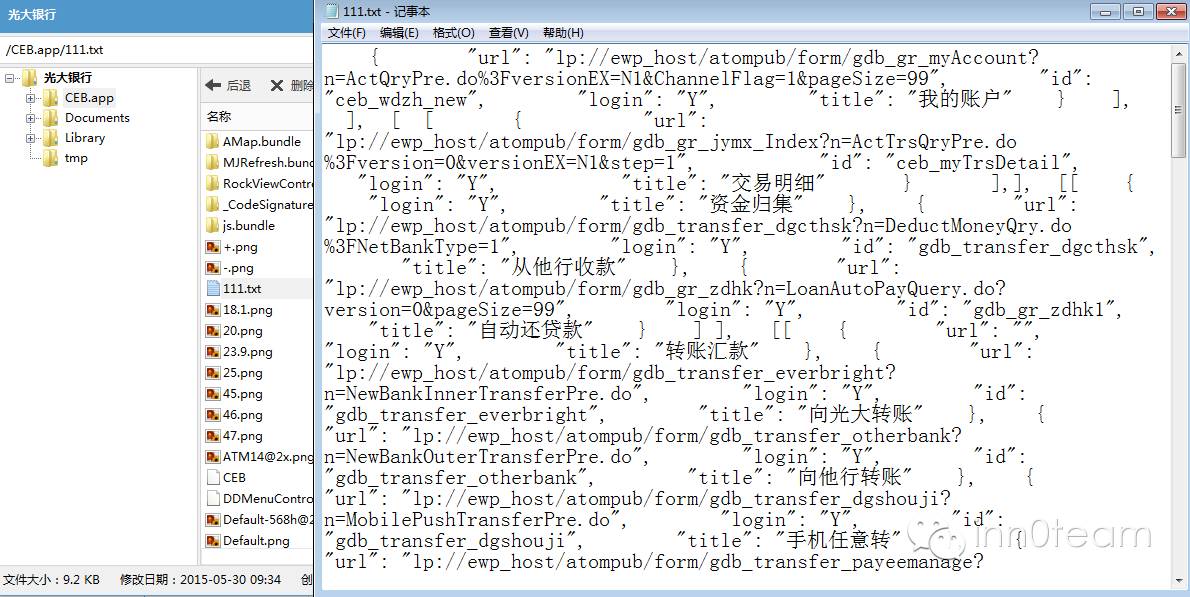 光大银行
/CEB.app/111.txt
光大银行
CEB.app
Documents
Library
tmp
后退
删除
名称
AMap.bundle
MJRefresh.bund
RockViewContr
_CodeSignature
js.bundle
+.png
-.png
111.txt
18.1.png
20.png
23.9.png
25.png
45.png
46.png
47.png
ATM14@2x.png
CEB
DDMenuContro
Default-568h@2
Default.png
文件大小：9.2 KB 修改日期：2015-05-30 09:34 创
111.txt - 记事本
文件(F) 编辑(E) 格式(O) 查看(V) 帮助(H)
{ "url": "lp://ewp_host/atompub/form/gdb_gr_myAccount?
n=ActQryPre.do%3FversionEX=N1&ChannelFlag=1&pageSize=99", "id":
"ceb_wdzh_new", "login": "Y", "title": "我的账户" } ],
], [ [ { "url":
"lp://ewp_host/atompub/form/gdb_gr_jymx_Index?n=ActTrsQryPre.do
%3Fversion=0&versionEX=N1&step=1", "id": "ceb_myTrsDetail",
"login": "Y", "title": "交易明细" } ],], [[ {
"login": "Y", "title": "资金归集" }, { "url":
"lp://ewp_host/atompub/form/gdb_transfer_dgcthsk?n=DeductMoneyQry.do
%3FNetBankType=1", "login": "Y", "id": "gdb_transfer_dgcthsk",
"title": "从他行收款" }, { "url":
"lp://ewp_host/atompub/form/gdb_gr_zdhk?n=LoanAutoPayQuery.do?
version=0&pageSize=99", "login": "Y", "id": "gdb_gr_zdhk1",
"title": "自动还贷款" } ] ], [[ { "url": "",
"login": "Y", "title": "转账汇款" }, { "url":
"lp://ewp_host/atompub/form/gdb_transfer_everbright?
n=NewBankInnerTransferPre.do", "login": "Y", "id":
"gdb_transfer_everbright", "title": "向光大转账" }, {
"url": "lp://ewp_host/atompub/form/gdb_transfer_otherbank?
n=NewBankOuterTransferPre.do", "login": "Y", "id":
"gdb_transfer_otherbank", "title": "向他行转账" }, {
"url": "lp://ewp_host/atompub/form/gdb_transfer_dgshouji?
n=MobilePushTransferPre.do", "login": "Y", "id":
"gdb_transfer_dgshouji", "title": "手机任意转" {
"url": "lp://ewp_host/atompub/form/gdb_transfer_payeemanage?
inn0team